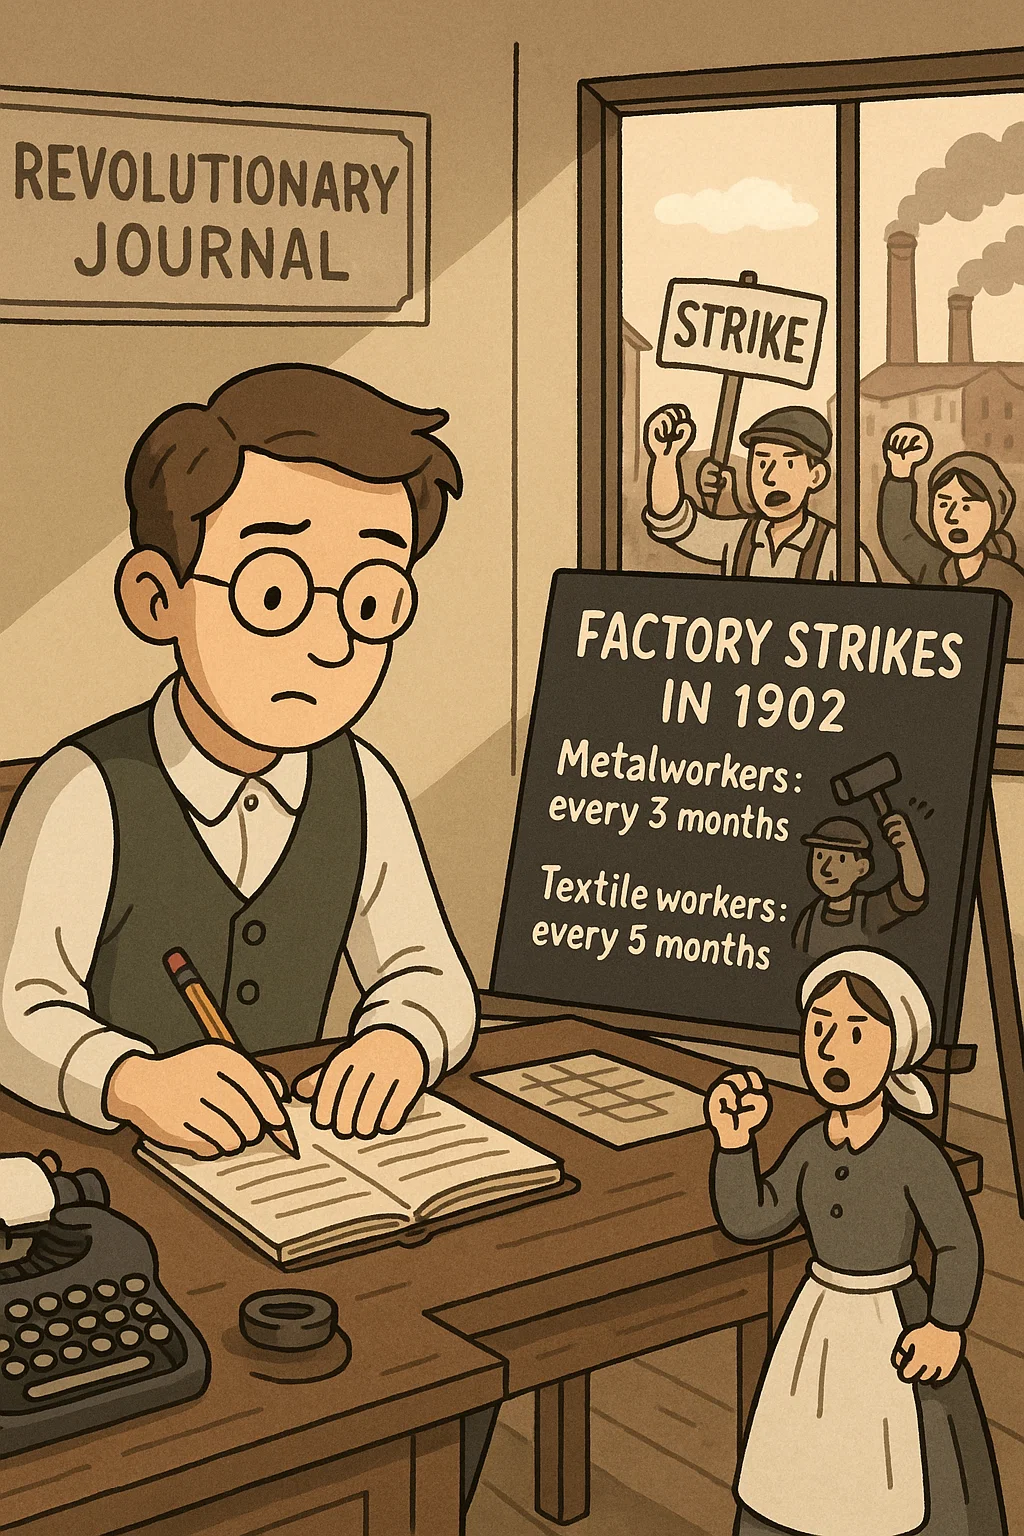 REVOLUTIONARY
JOURNAL
STRIKE
FACTORY STRIKES
IN 1902
Metalworkers:
every 3 months
Textile workers:
every 5 months